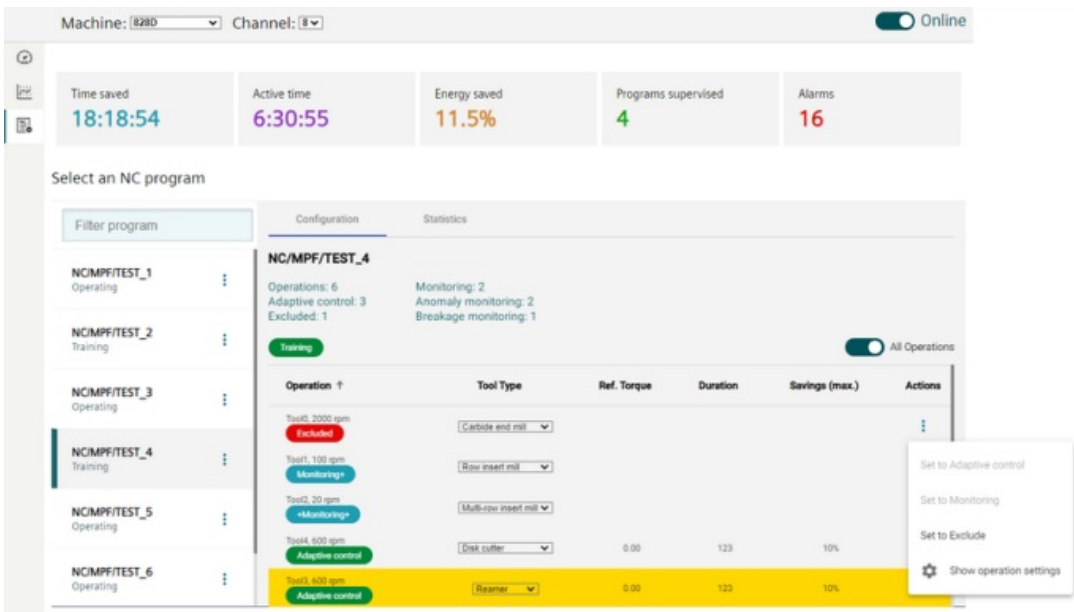 Machine: 828D Channel: 8 Online
Time saved Active time Energy saved Programs supervised Alarms
18:18:54 6:30:55 11.5% 4 16
Select an NC program
Filter program
NC/MPF/TEST_1
Operating
NC/MPF/TEST_2
Training
NC/MPF/TEST_3
Operating
NC/MPF/TEST_4
Training
NC/MPF/TEST_5
Operating
NC/MPF/TEST_6
Operating
Configuration Statistics
NC/MPF/TEST_4
Operations: 6 Monitoring: 2
Adaptive control: 3 Anomaly monitoring: 2
Excluded: 1 Breakage monitoring: 1
Training All Operations
Operation ↑ Tool Type Ref. Torque Duration Savings (max.) Actions
Tool0, 2000 rpm
Excluded Carbide end mill
Tool1, 100 rpm
Monitoring+ Row insert mill
Tool2, 20 rpm
+Monitoring+ Multi-row insert mill
Tool4, 600 rpm
Adaptive control Disk cutter 0.00 123 10%
Tool3, 600 rpm
Adaptive control Reamer 0.00 123 10%
Set to Adaptive control
Set to Monitoring
Set to Exclude
Show operation settings